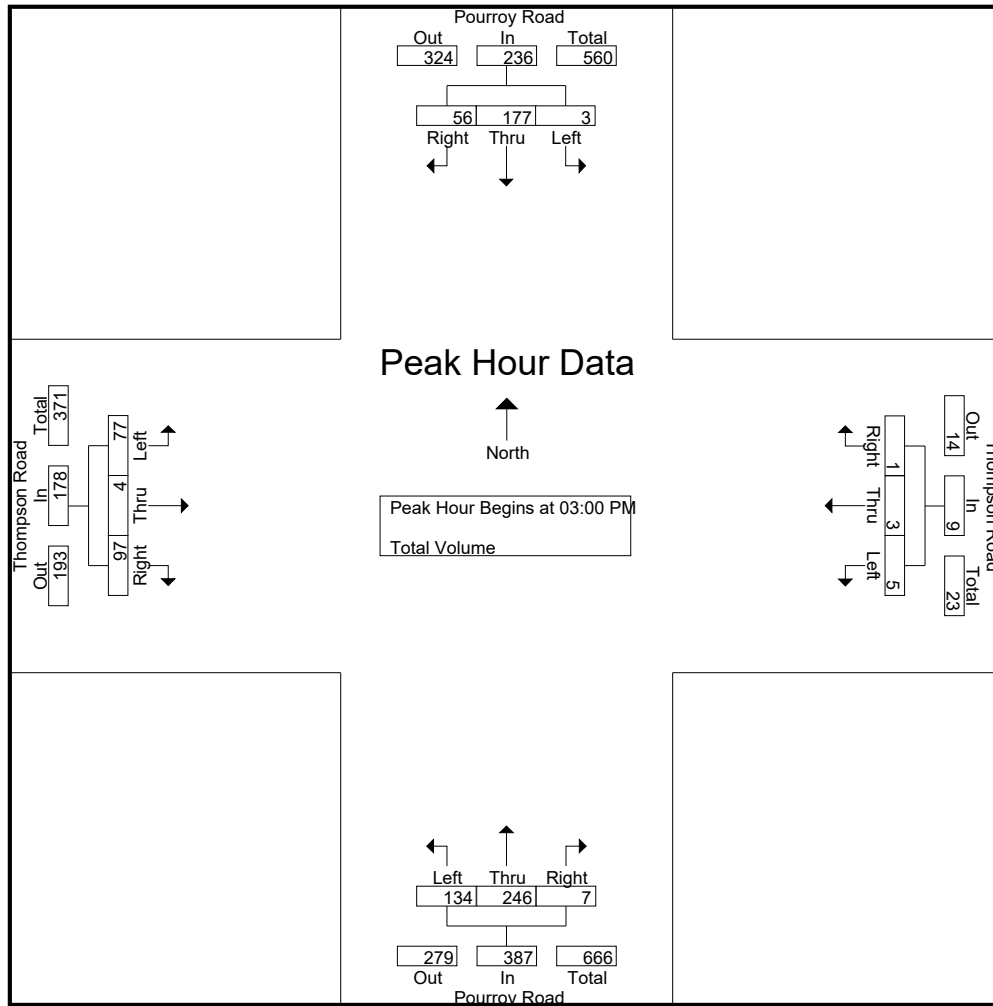 Pourroy Road
Out In Total
324 236 560
56 177 3
Right Thru Left
Peak Hour Data
North
Peak Hour Begins at 03:00 PM
Total Volume
Thompson Road
Total In Out
371 178 193
77 4 97
Left Thru Right
Thompson Road
Out In Total
14 9 23
1 3 5
Right Thru Left
Left Thru Right
134 246 7
279 387 666
Out In Total
Pourroy Road